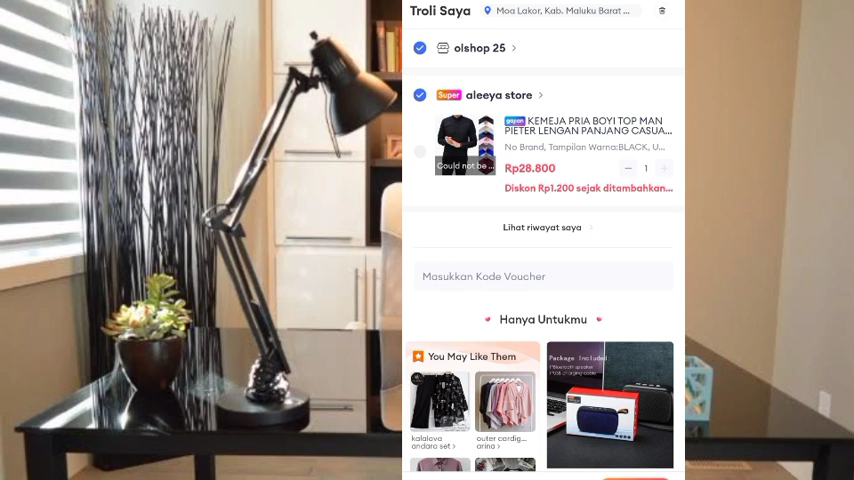 Troli Saya
Moa Lakor, Kab. Maluku Barat ...
olshop 25
Super aleeya store
gajian KEMEJA PRIA BOYI TOP MAN
PIETER LENGAN PANJANG CASUA...
Could not be ...
No Brand, Tampilan Warna:BLACK, U...
Rp28.800
1
Diskon Rp1.200 sejak ditambahkan...
Lihat riwayat saya
Masukkan Kode Voucher
Hanya Untukmu
You May Like Them
kalalova
andara set
outer cardig...
arina
Package Included